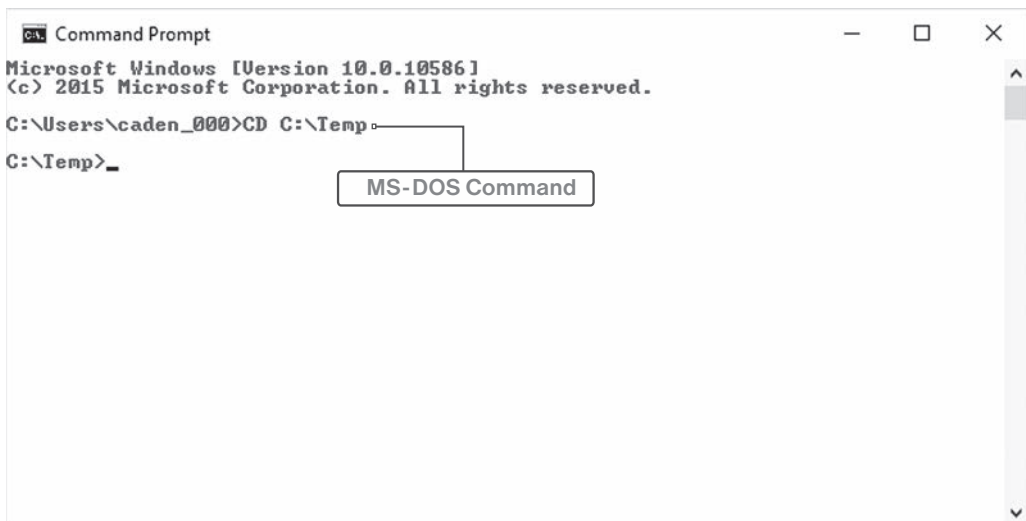 Command Prompt
Microsoft Windows [Version 10.0.10586]
(c) 2015 Microsoft Corporation. All rights reserved.
C:\Users\caden_000>CD C:\Temp
C:\Temp>_
MS-DOS Command